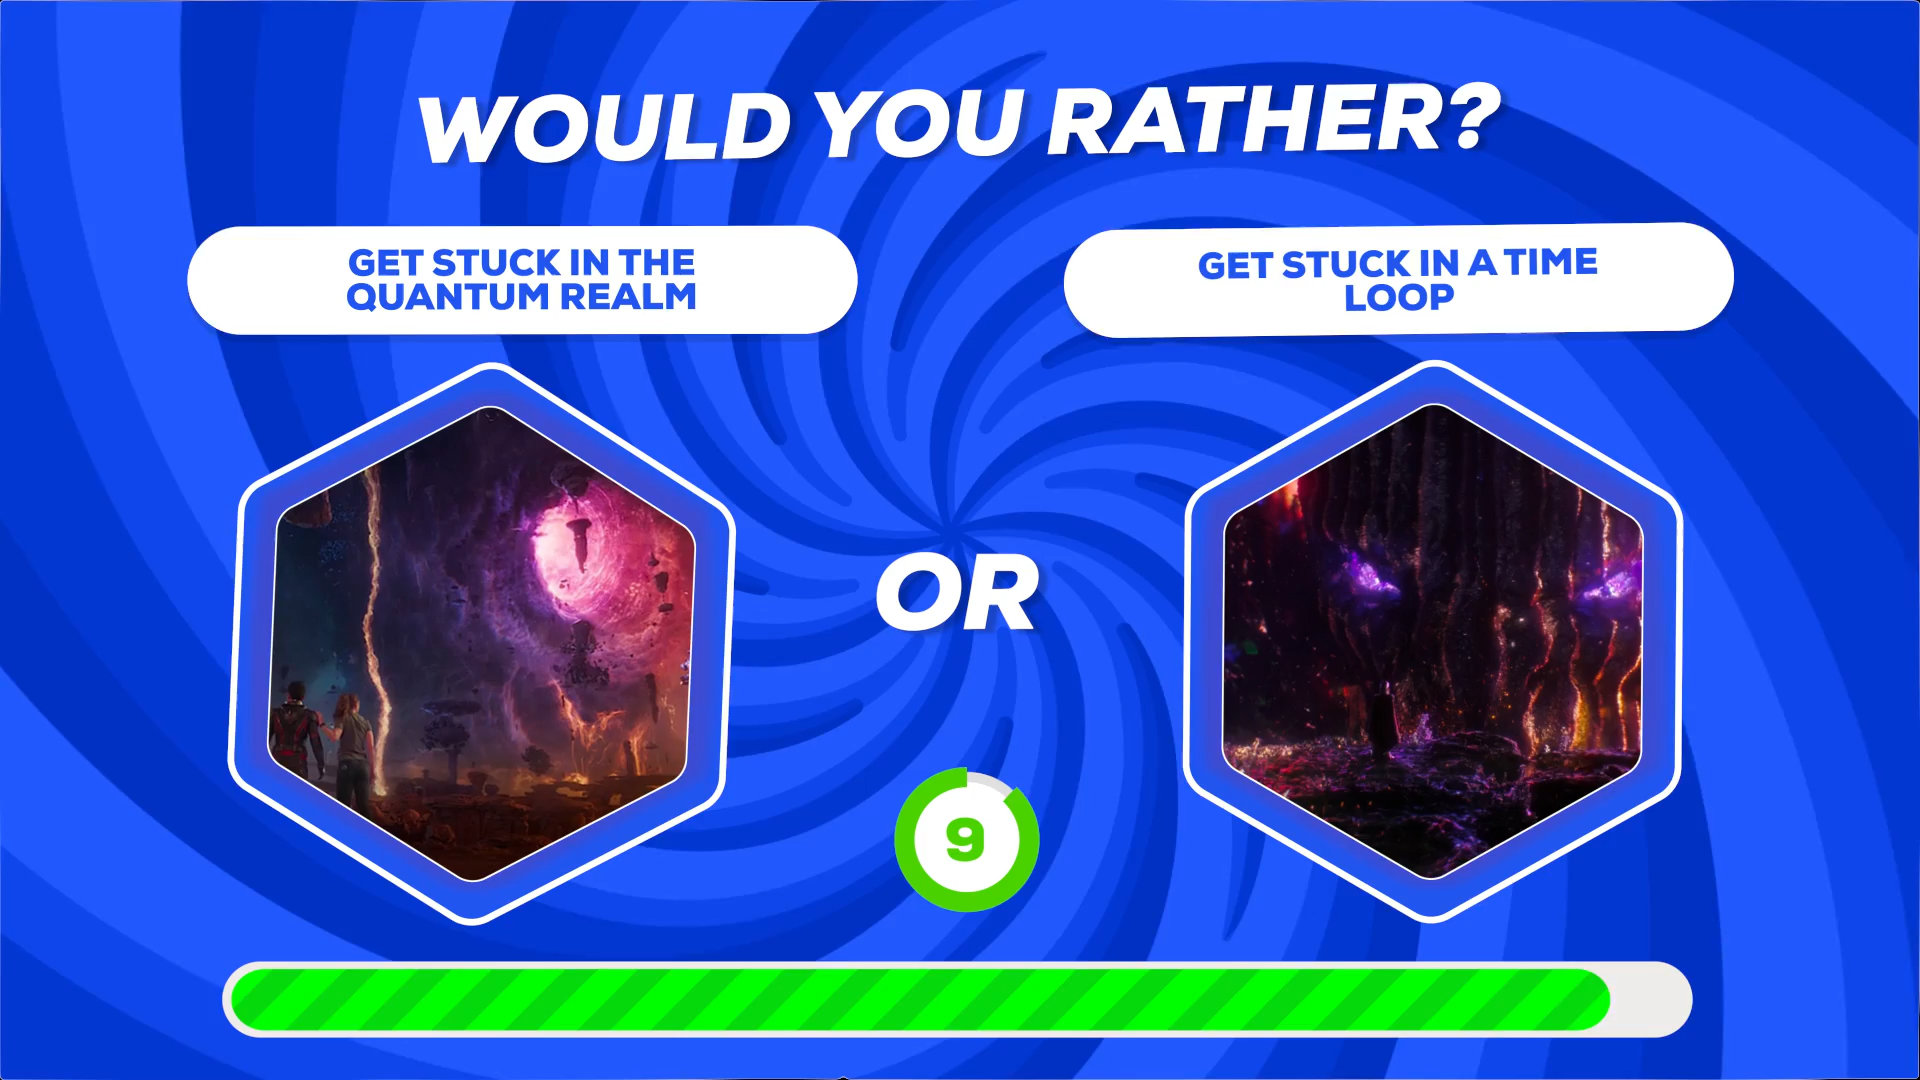 WOULD YOU RATHER?
GET STUCK IN THE
QUANTUM REALM
GET STUCK IN A TIME
LOOP
OR
9